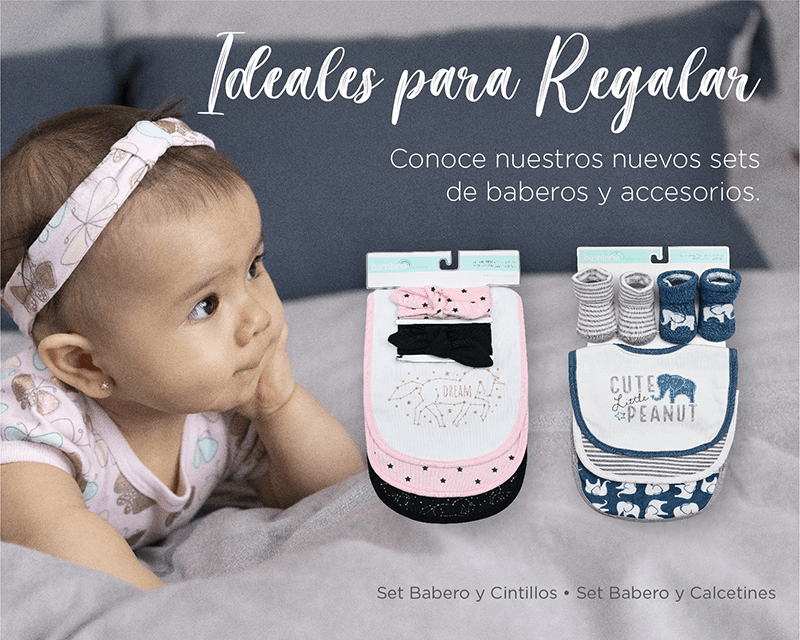 Ideales para Regalar
Conoce nuestros nuevos sets
de baberos y accesorios.
DREAM
CUTE
Little
PEANUT
Set Babero y Cintillos • Set Babero y Calcetines